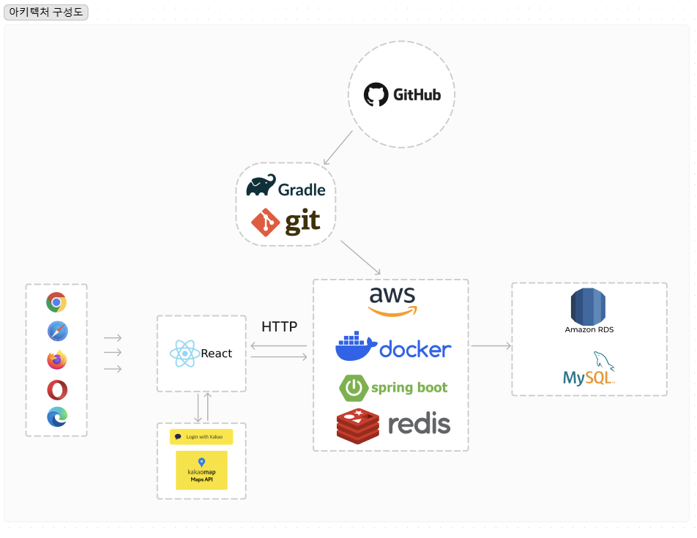 아키텍처 구성도
GitHub
Gradle
git
aws
HTTP
docker
React
spring boot
redis
Amazon RDS
MySQL
Login with Kakao
kakaomap
Maps API